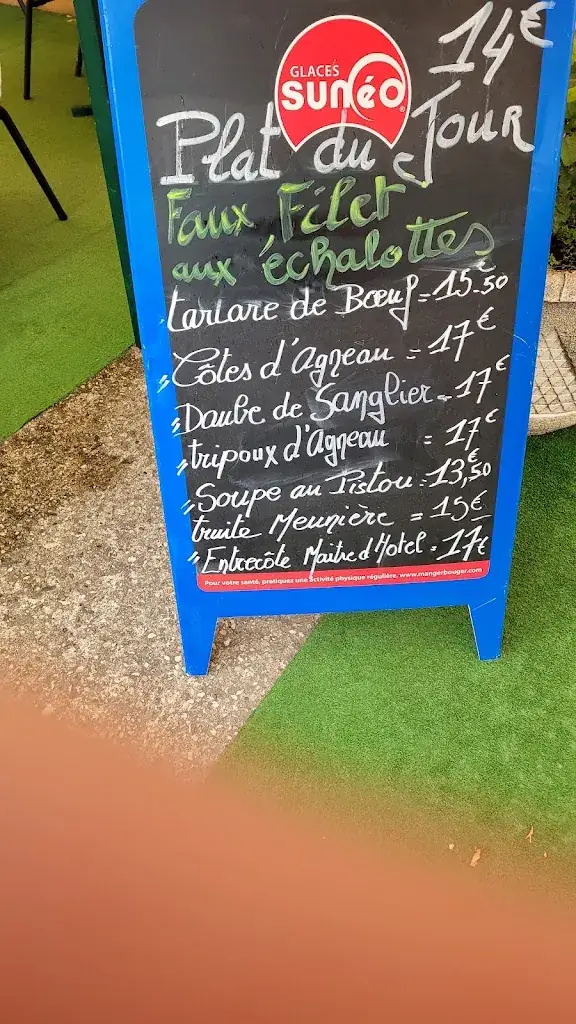 14€
GLACES
sunéo
Plat du Jour
Faux Filet
aux échalottes
tartare de Bœuf = 15.50€
Côtes d'Agneau = 17€
Daube de Sanglier = 17€
tripoux d'Agneau = 17€
Soupe au Pistou = 13,50€
truite Meunière = 15€
Entrecôte Maitre d'Hotel = 17€
Pour votre santé, pratiquez une activité physique régulière. www.mangerbouger.com